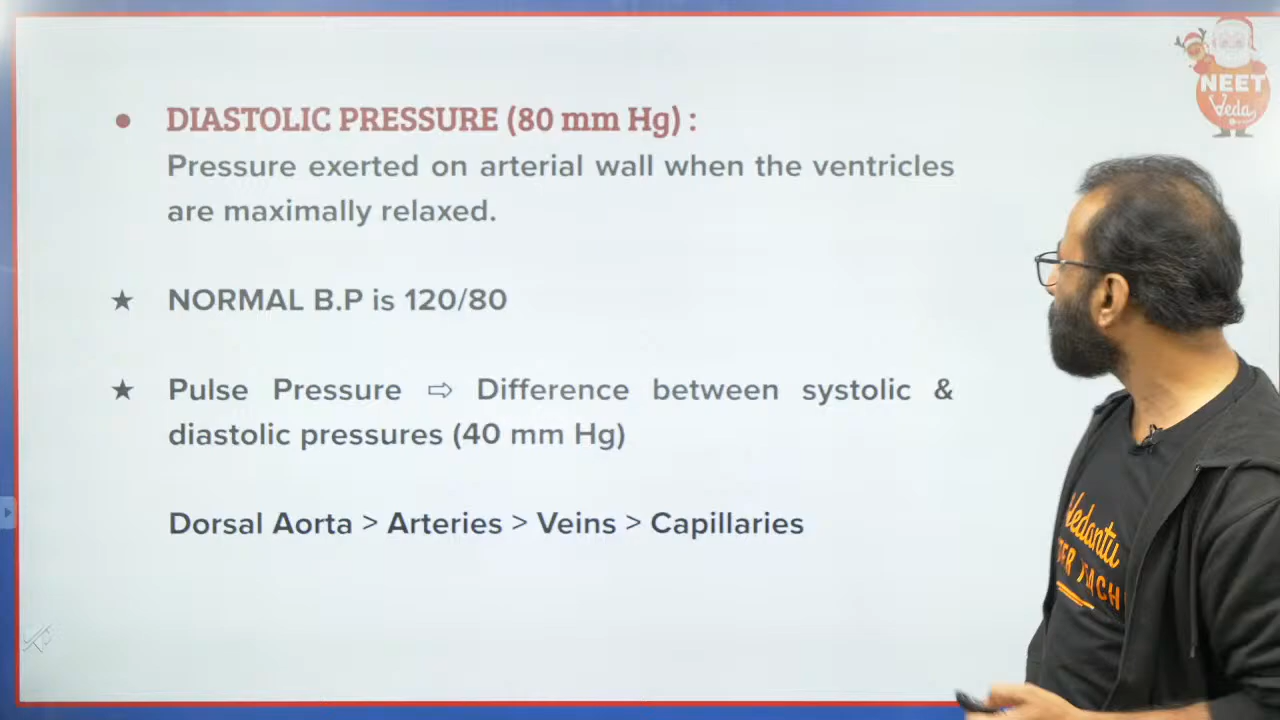 NEET
Veda
● DIASTOLIC PRESSURE (80 mm Hg) :
Pressure exerted on arterial wall when the ventricles
are maximally relaxed.
★ NORMAL B.P is 120/80
★ Pulse Pressure ⇨ Difference between systolic &
diastolic pressures (40 mm Hg)
Dorsal Aorta > Arteries > Veins > Capillaries
Vedantu